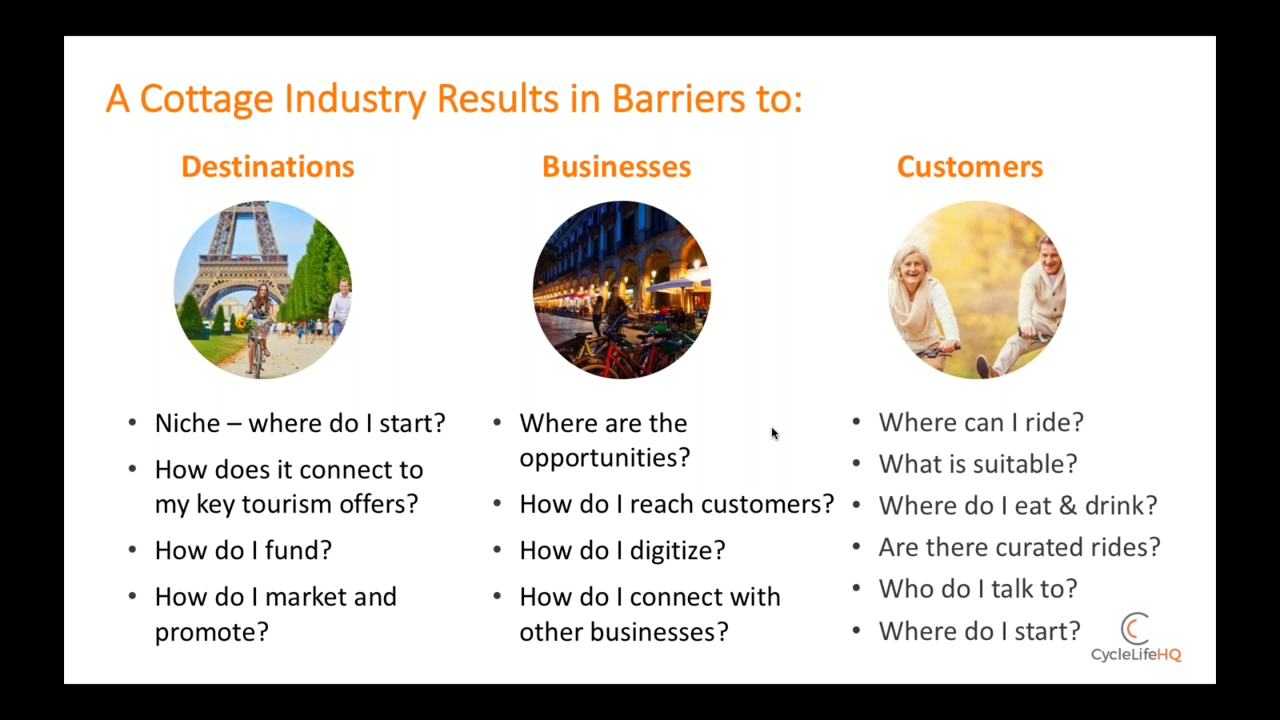 A Cottage Industry Results in Barriers to:
Destinations
Niche – where do I start?
How does it connect to
my key tourism offers?
How do I fund?
How do I market and
promote?
Businesses
Where are the
opportunities?
How do I reach customers?
How do I digitize?
How do I connect with
other businesses?
Customers
Where can I ride?
What is suitable?
Where do I eat & drink?
Are there curated rides?
Who do I talk to?
Where do I start?
CycleLifeHQ